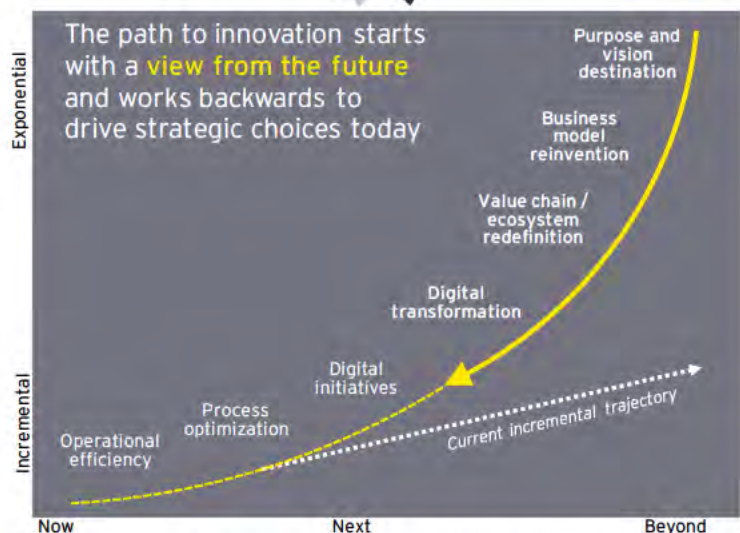 The path to innovation starts
with a view from the future
and works backwards to
drive strategic choices today
Purpose and
vision
destination
Business
model
reinvention
Value chain /
ecosystem
redefinition
Digital
transformation
Digital
initiatives
Process
optimization
Operational
efficiency
Current incremental trajectory
Exponential
Incremental
Now
Next
Beyond